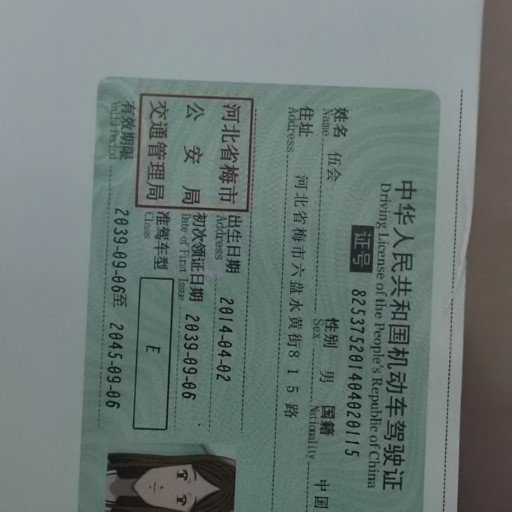 中华人民共和国机动车驾驶证
Driving License of the People's Republic of China
证号 825375201404020115
姓名 伍会 性别 男 国籍 中国
Name Sex Nationality
住址 河北省梅市六盐水黄街815路
Address
河北省梅市
公安局
交通管理局
出生日期 2014-04-02
Address
初次领证日期 2039-09-06
Date of First Issue
准驾车型 E
Class
有效期限 2039-09-06至 2045-09-06
Valid Period